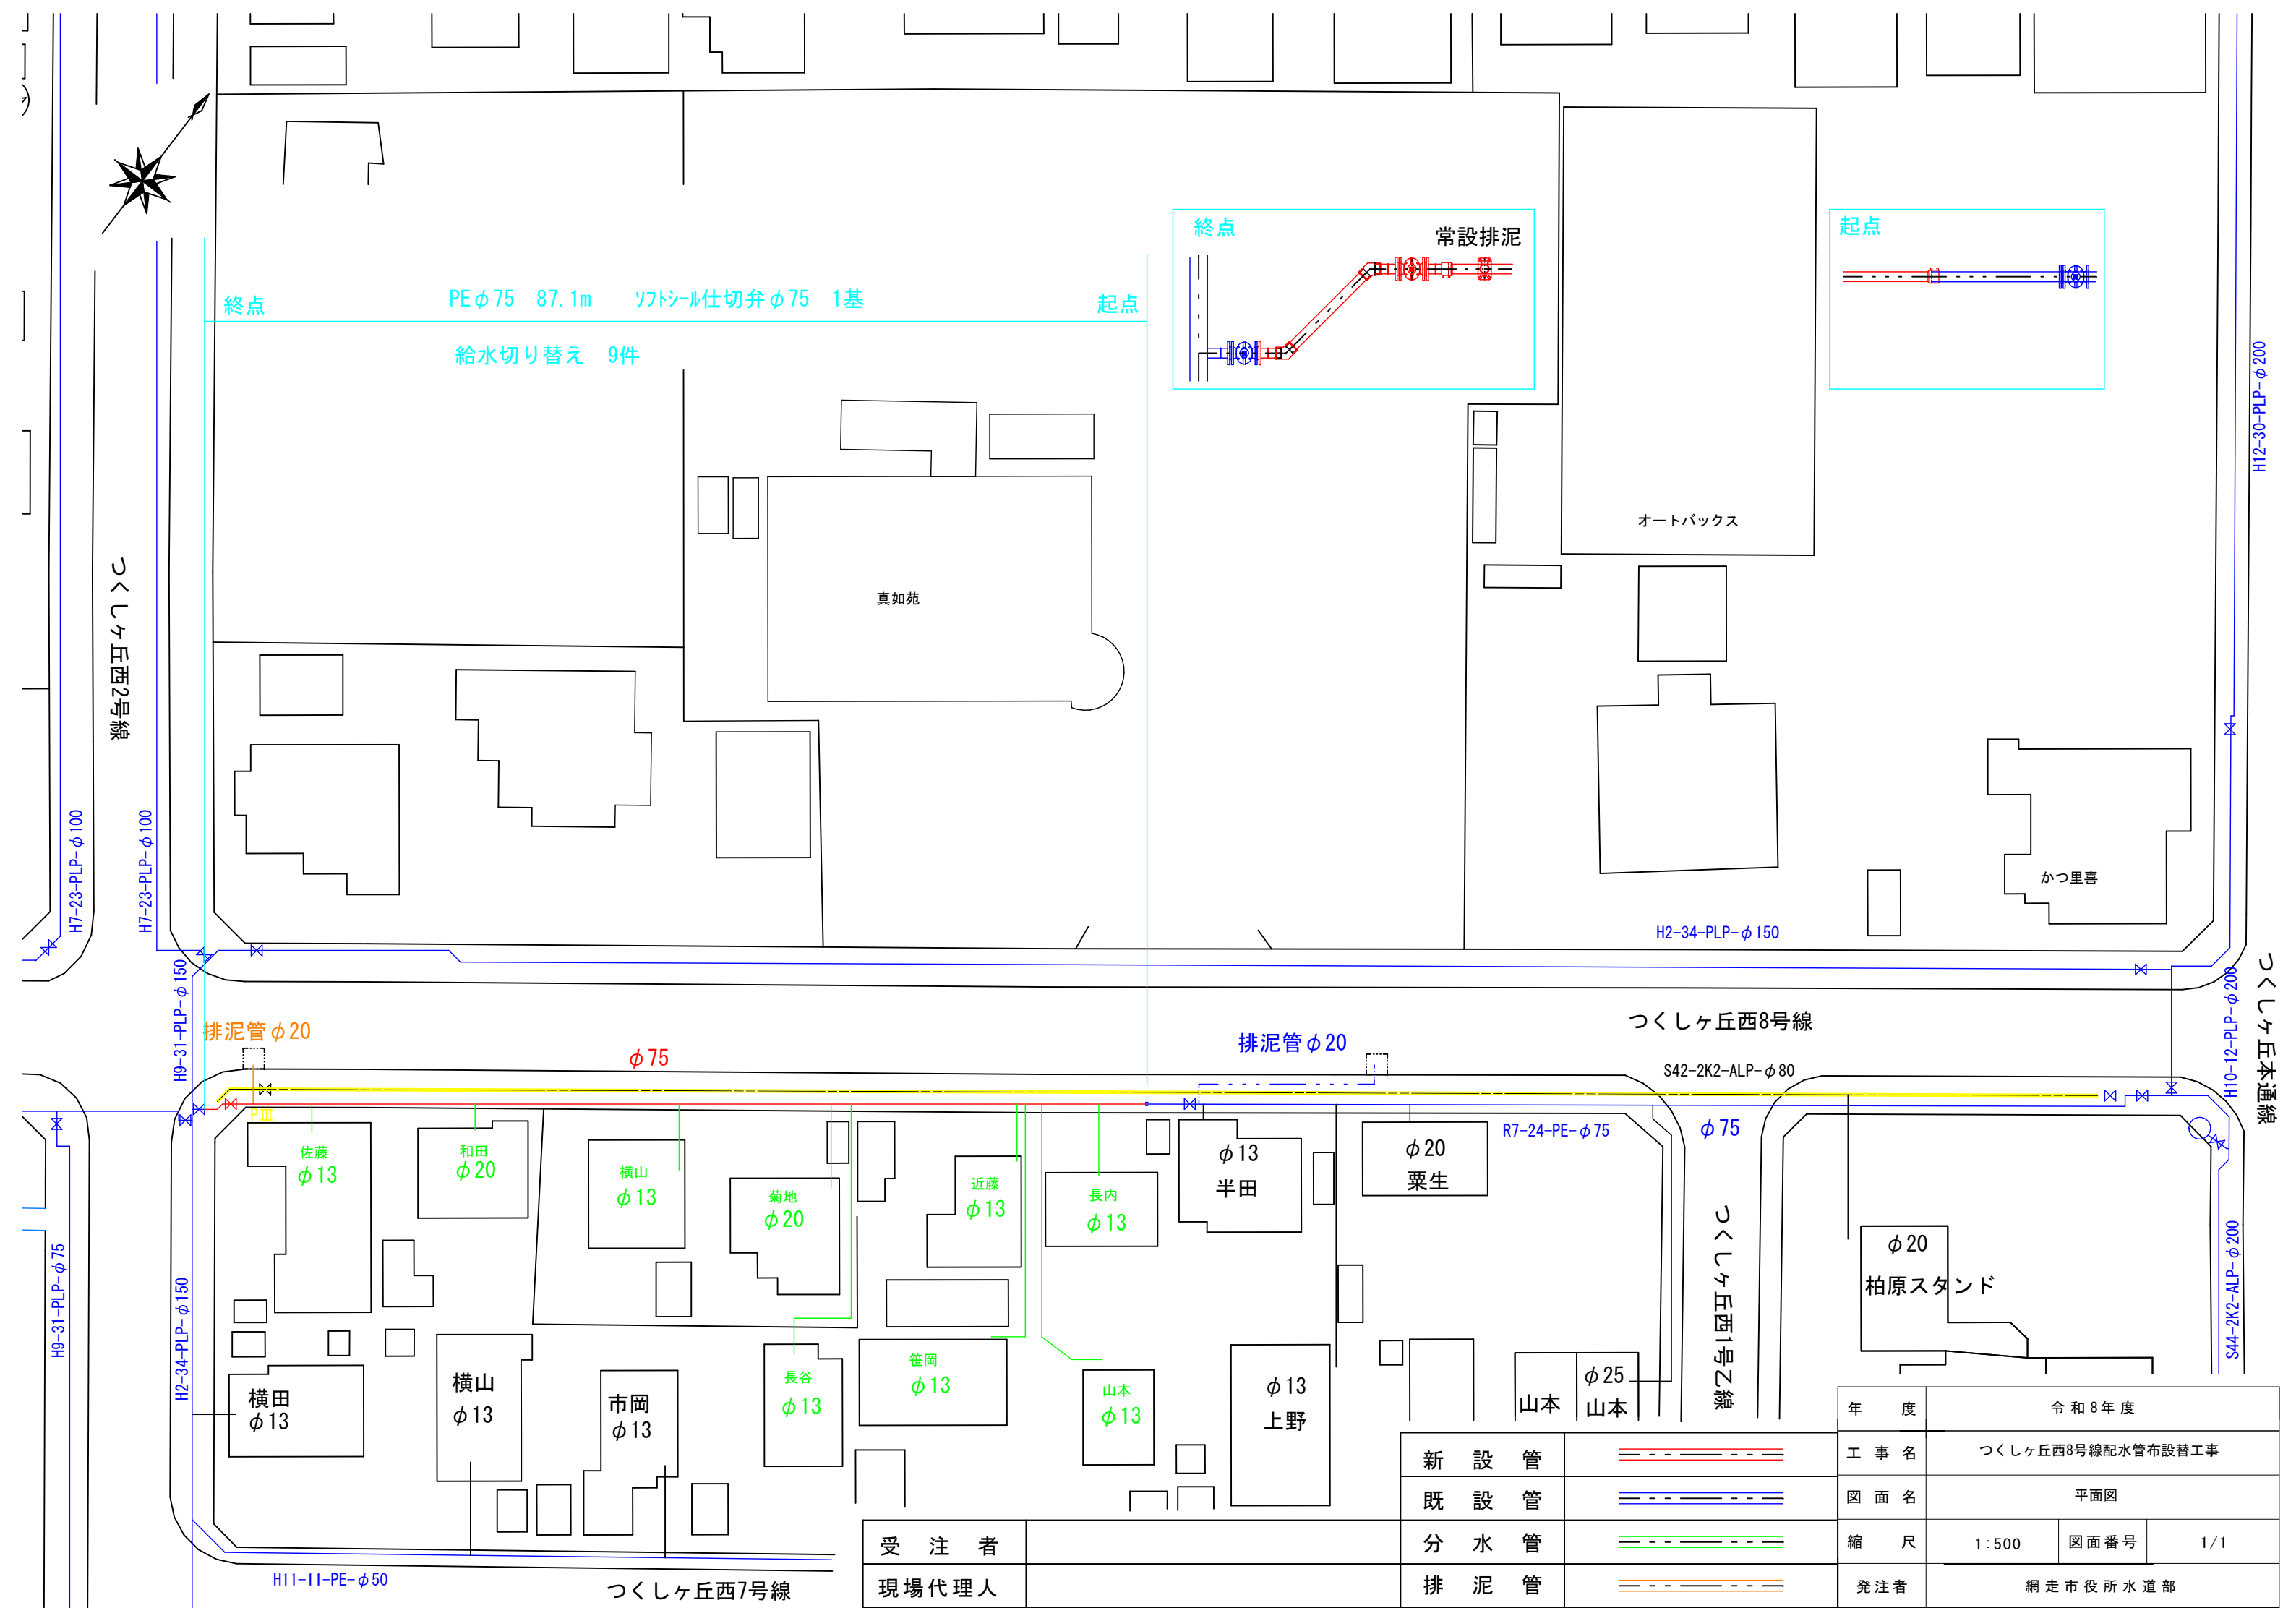 終点
常設排泥
起点
終点
PEφ75 87.1m ソフトシール仕切弁φ75 1基
起点
給水切り替え 9件
H12-30-PLP-φ200
オートバックス
真如苑
つくしヶ丘西2号線
H7-23-PLP-φ100
H7-23-PLP-φ100
かつ里喜
H2-34-PLP-φ150
H9-31-PLP-φ150
つくしヶ丘本通線
H10-12-PLP-φ200
つくしヶ丘西8号線
排泥管φ20
φ75
排泥管φ20
S42-2K2-ALP-φ80
PⅢ
R7-24-PE-φ75
φ75
佐藤
φ13
和田
φ20
横山
φ13
菊地
φ20
近藤
φ13
長内
φ13
φ13
半田
φ20
粟生
つくしヶ丘西1号乙線
φ20
柏原スタンド
H9-31-PLP-φ75
H2-34-PLP-φ150
S44-2K2-ALP-φ200
横田
φ13
横山
φ13
市岡
φ13
長谷
φ13
笹岡
φ13
山本
φ13
φ13
上野
山本
φ25
山本
H11-11-PE-φ50
つくしヶ丘西7号線
受注者
現場代理人
新設管
既設管
分水管
排泥管
年度 令和8年度
工事名 つくしヶ丘西8号線配水管布設替工事
図面名 平面図
縮尺 1:500 図面番号 1/1
発注者 網走市役所水道部